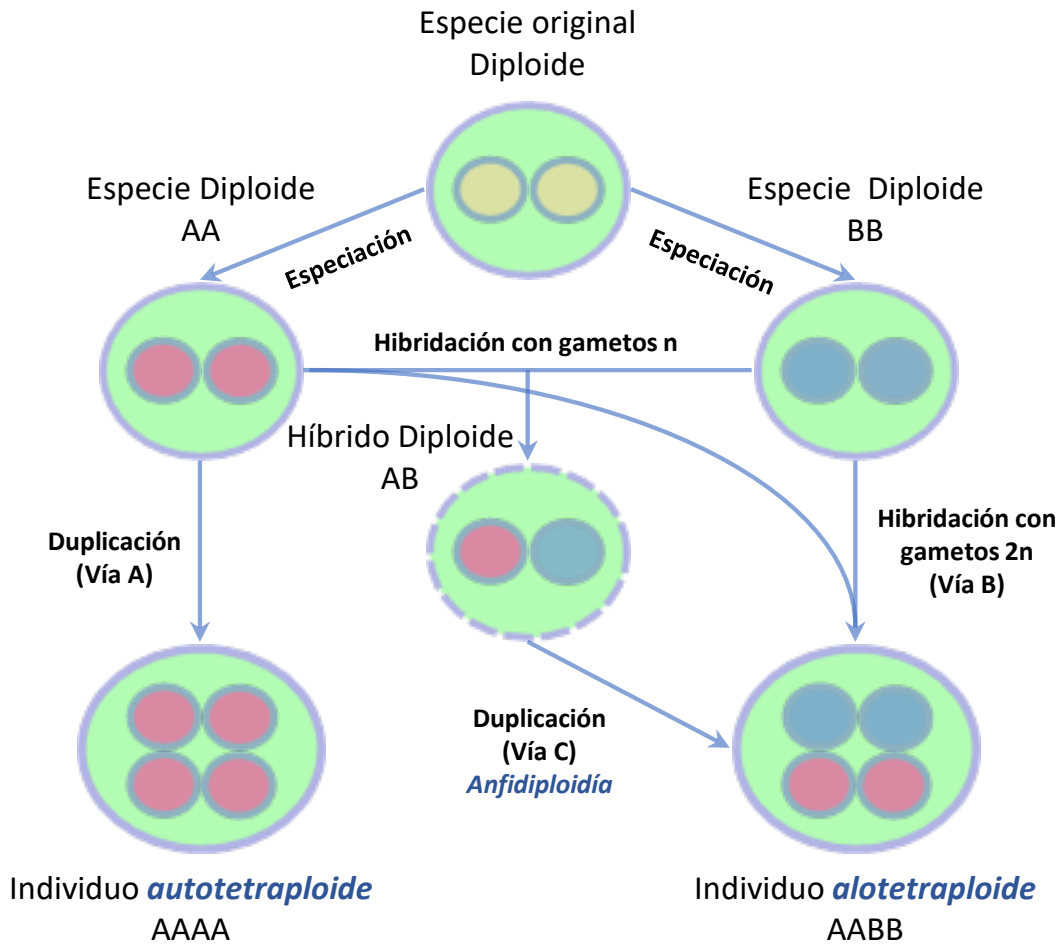 Especie original
Diploide
Especie Diploide
AA
Especie Diploide
BB
Especiación
Especiación
Hibridación con gametos n
Híbrido Diploide
AB
Duplicación
(Vía A)
Hibridación con
gametos 2n
(Vía B)
Duplicación
(Vía C)
Anfidiploidía
Individuo autotetraploide
AAAA
Individuo alotetraploide
AABB